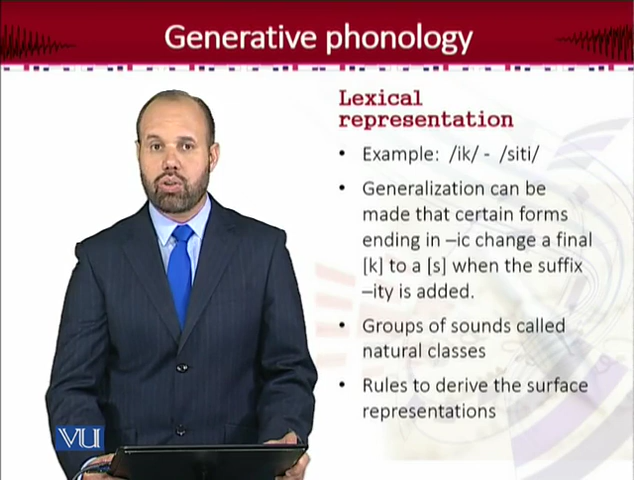 Generative phonology
Lexical
representation
• Example: /ik/ - /siti/
• Generalization can be
made that certain forms
ending in –ic change a final
[k] to a [s] when the suffix
–ity is added.
• Groups of sounds called
natural classes
• Rules to derive the surface
representations
VU